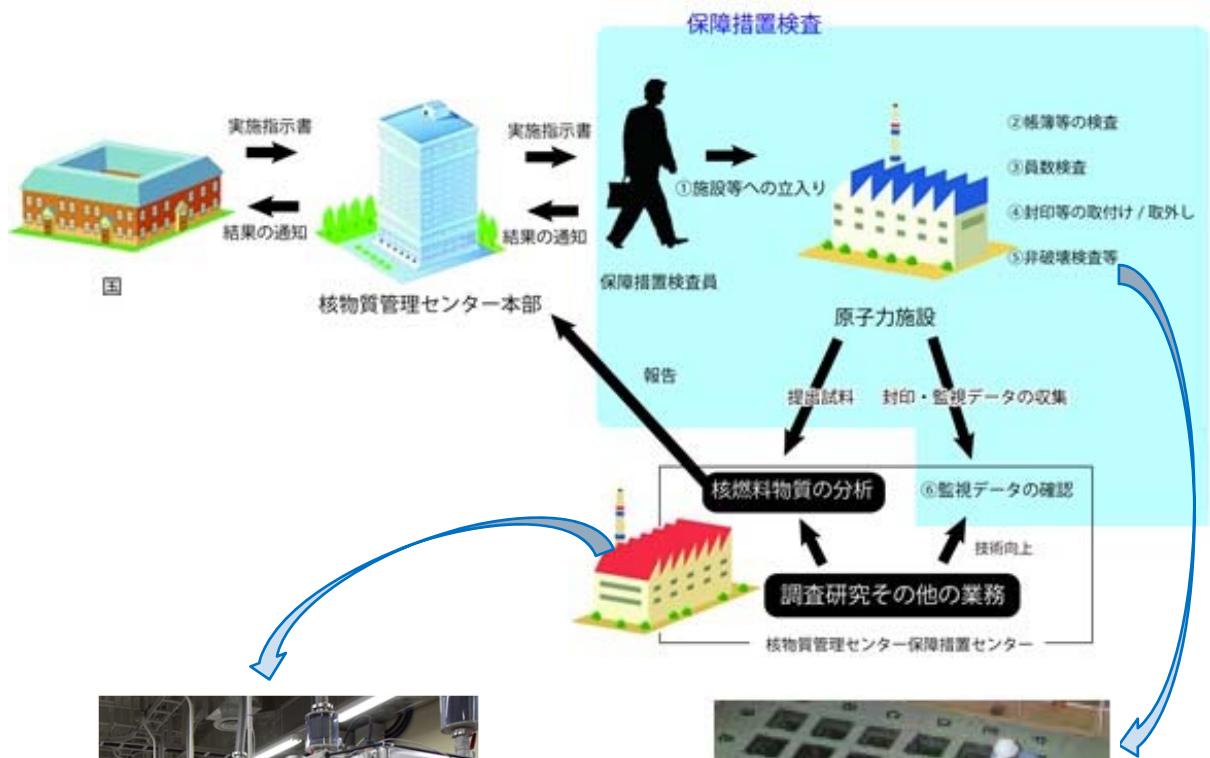 保障措置検査
実施指示書
結果の通知
国
核物質管理センター本部
実施指示書
結果の通知
保障措置検査員
①施設等への立入り
②帳簿等の検査
③員数検査
④封印等の取付け / 取外し
⑤非破壊検査等
原子力施設
報告
提出試料
封印・監視データの収集
核燃料物質の分析
⑥監視データの確認
技術向上
調査研究その他の業務
核物質管理センター保障措置センター